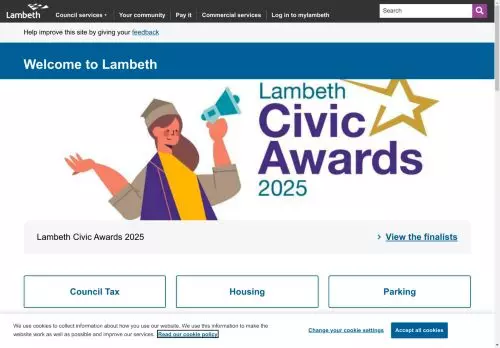 Lambeth
Council services
Your community
Pay it
Commercial services
Log in to mylambeth
Search
Help improve this site by giving your feedback
Welcome to Lambeth
Lambeth
Civic
Awards
2025
Lambeth Civic Awards 2025
View the finalists
Council Tax
Housing
Parking
We use cookies to collect information about how you use our website. We use this information to make the
website work as well as possible and improve our services. Read our cookie policy
Change your cookie settings
Accept all cookies